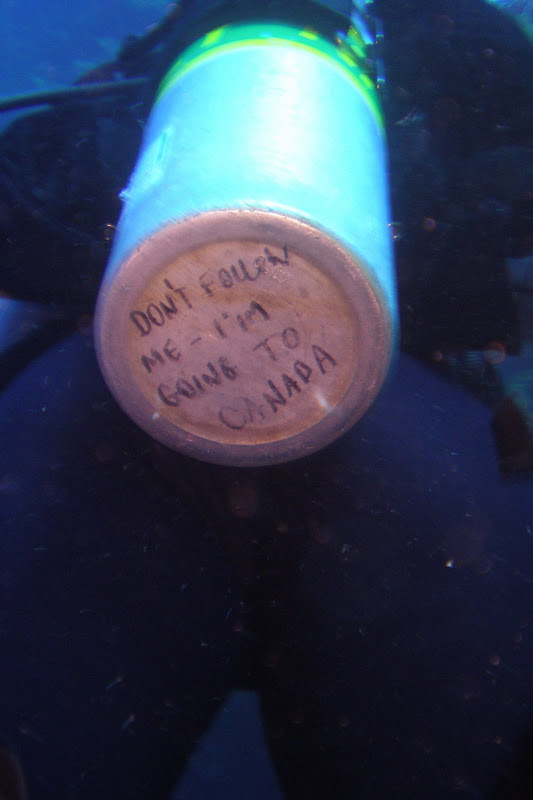 DON'T FOLLOW
ME - I'M
GOING TO
CANADA